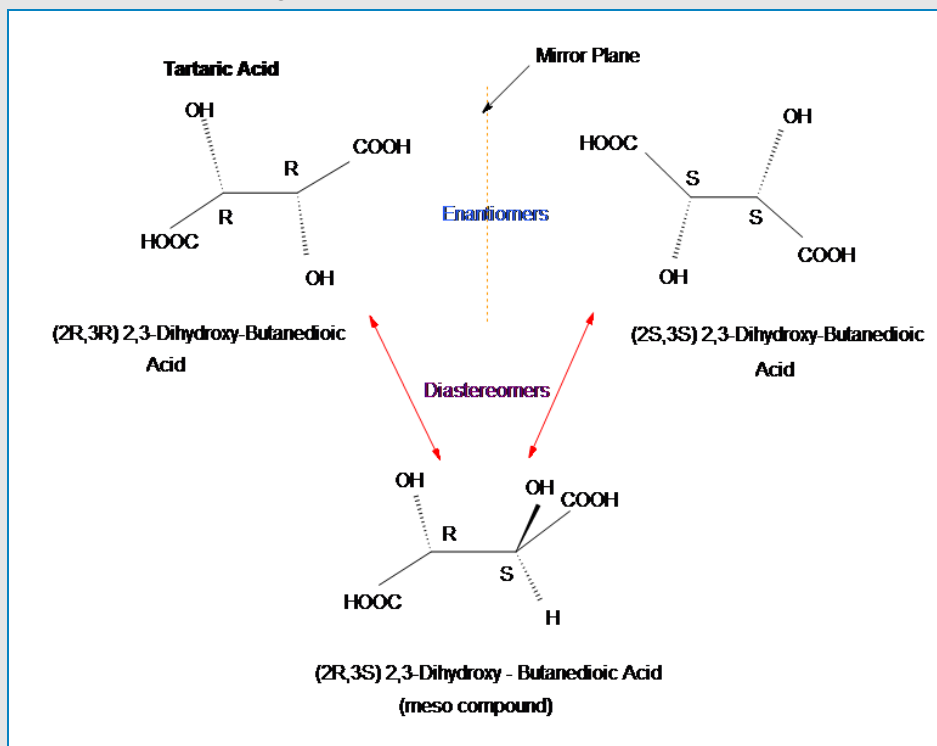 Mirror Plane
Tartaric Acid
OH
COOH
R
R
HOOC
OH
OH
HOOC
S
S
COOH
OH
Enantiomers
(2R,3R) 2,3-Dihydroxy-Butanedioic
Acid
(2S,3S) 2,3-Dihydroxy-Butanedioic
Acid
Diastereomers
OH
OH
COOH
R
S
HOOC
H
(2R,3S) 2,3-Dihydroxy - Butanedioic Acid
(meso compound)